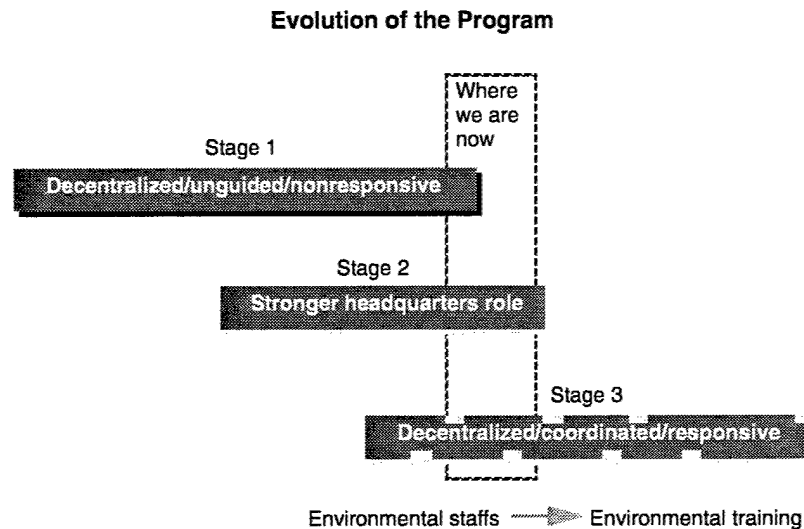 Evolution of the Program
Where
we are
now
Stage 1
Decentralized/unguided/nonresponsive
Stage 2
Stronger headquarters role
Stage 3
Decentralized/coordinated/responsive
Environmental staffs
Environmental training